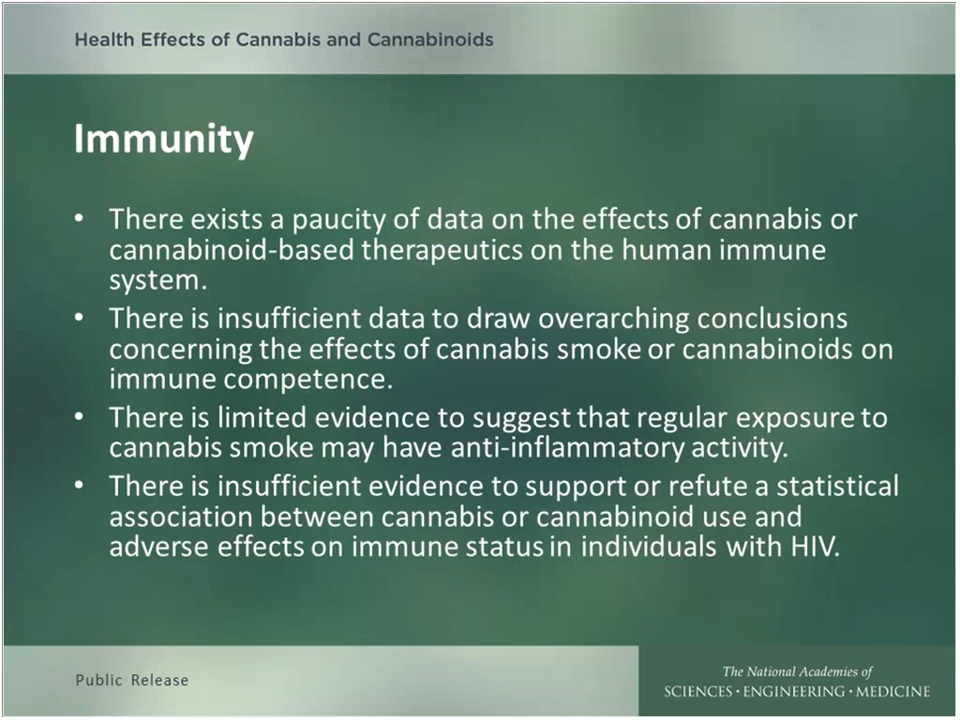 Health Effects of Cannabis and Cannabinoids
Immunity
• There exists a paucity of data on the effects of cannabis or
cannabinoid-based therapeutics on the human immune
system.
• There is insufficient data to draw overarching conclusions
concerning the effects of cannabis smoke or cannabinoids on
immune competence.
• There is limited evidence to suggest that regular exposure to
cannabis smoke may have anti-inflammatory activity.
• There is insufficient evidence to support or refute a statistical
association between cannabis or cannabinoid use and
adverse effects on immune status in individuals with HIV.
Public Release
The National Academies of
SCIENCES • ENGINEERING • MEDICINE